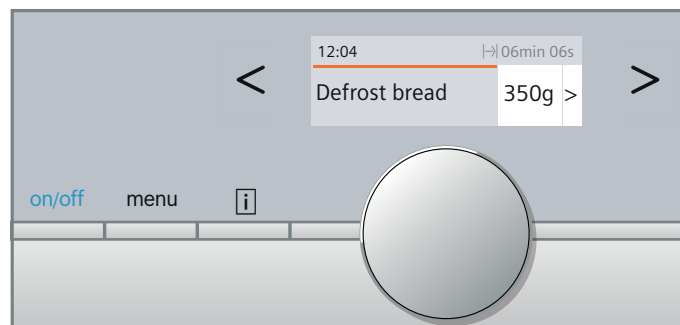 12:04 |→| 06min 06s
< Defrost bread 350g > >
on/off menu i